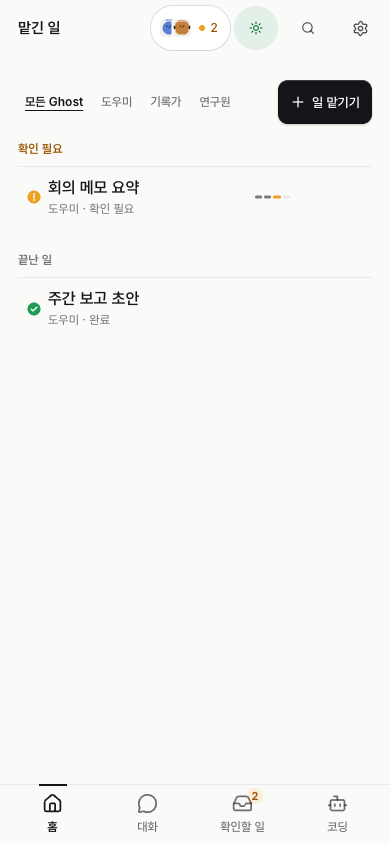 맡긴 일
2
모든 Ghost
도우미
기록가
연구원
일 맡기기
확인 필요
회의 메모 요약
도우미 · 확인 필요
끝난 일
주간 보고 초안
도우미 · 완료
2
홈
대화
확인할 일
코딩